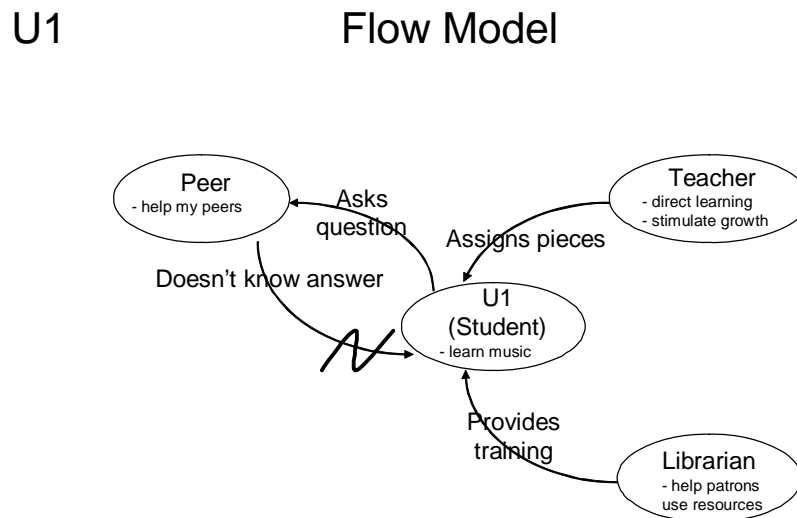 U1
Flow Model
Peer
- help my peers
Asks
question
Teacher
- direct learning
- stimulate growth
Assigns pieces
Doesn't know answer
U1
(Student)
- learn music
Provides
training
Librarian
- help patrons
use resources